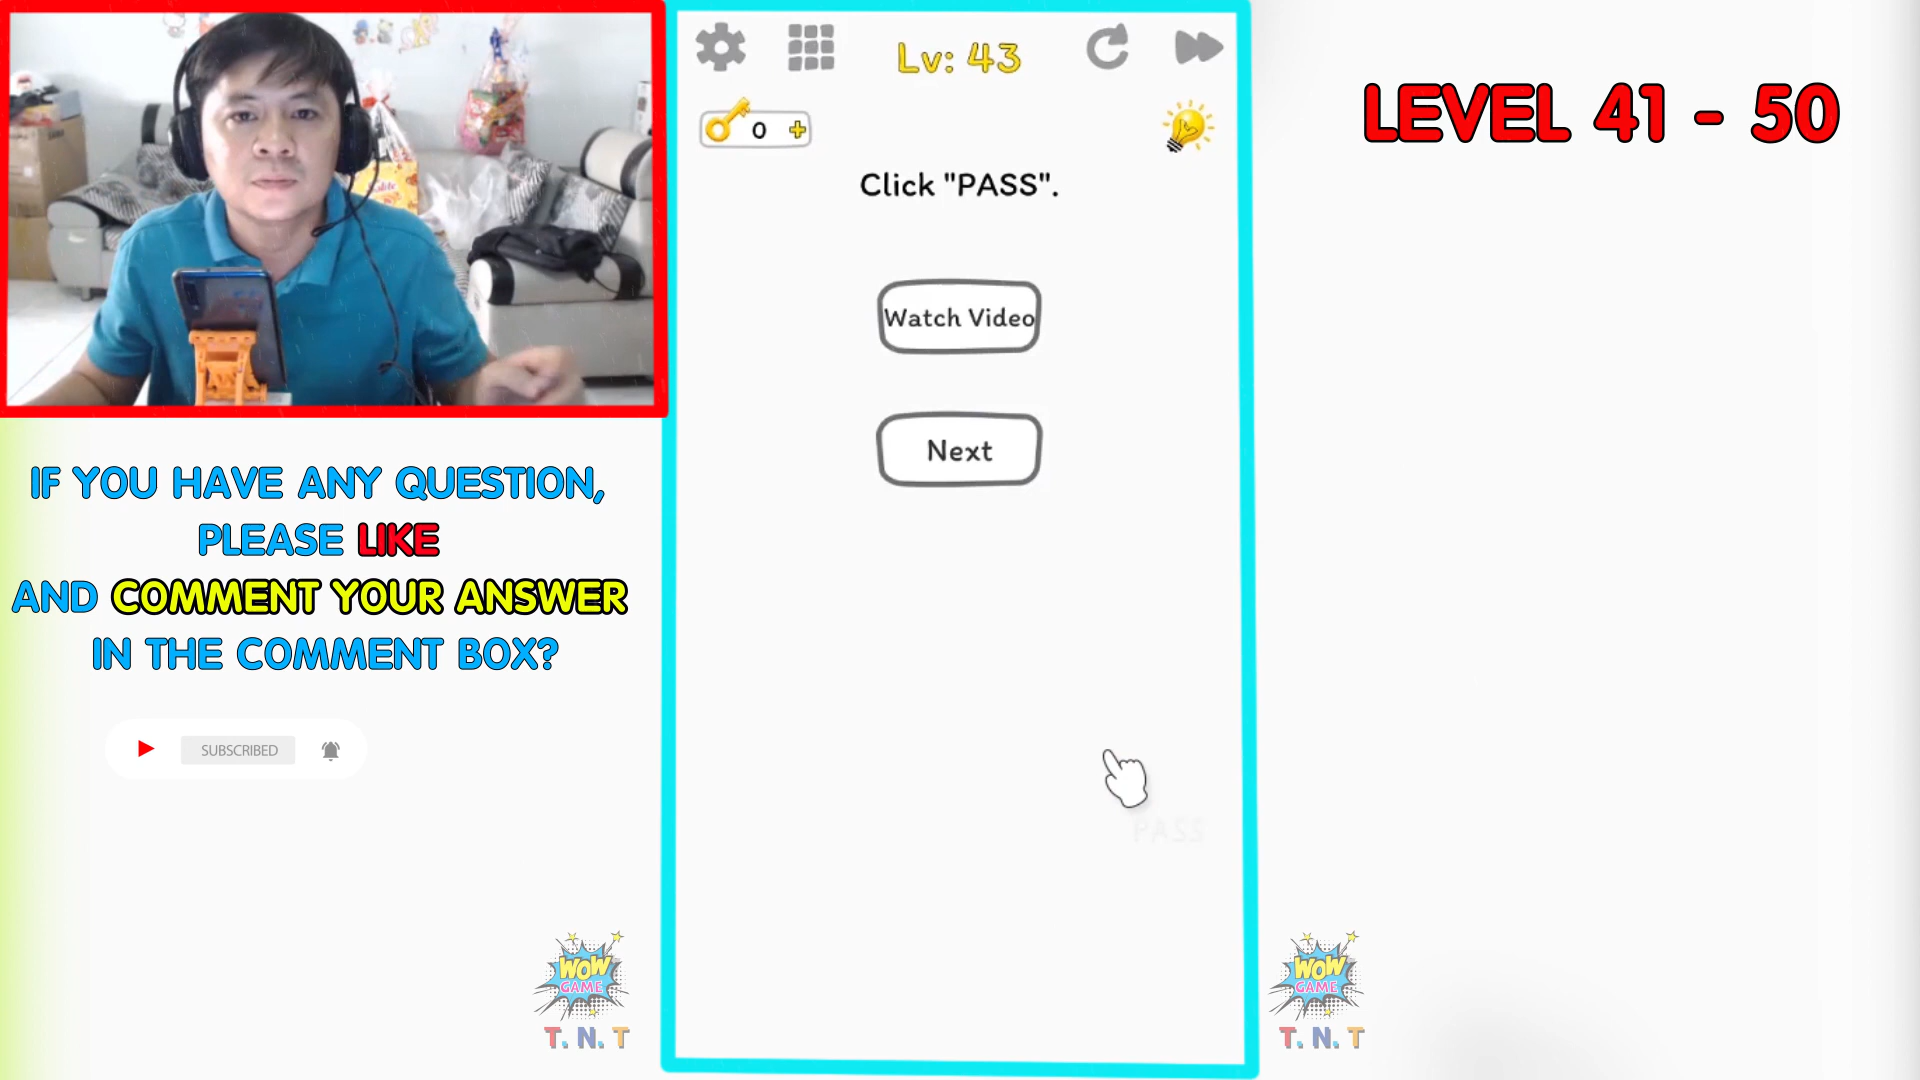 Lv: 43
LEVEL 41 - 50
0 +
Click "PASS".
Watch Video
Next
IF YOU HAVE ANY QUESTION,
PLEASE LIKE
AND COMMENT YOUR ANSWER
IN THE COMMENT BOX?
SUBSCRIBED
PASS
WOW
GAME
T. N. T
WOW
GAME
T. N. T